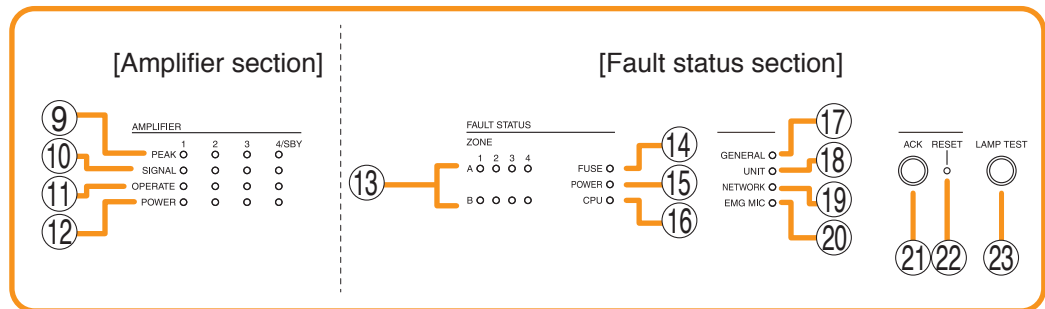 [Amplifier section]
[Fault status section]
9
10
11
12
AMPLIFIER
1 2 3 4/SBY
PEAK
SIGNAL
OPERATE
POWER
13
FAULT STATUS
ZONE
1 2 3 4
A
B
FUSE
POWER
CPU
14
15
16
GENERAL
UNIT
NETWORK
EMG MIC
17
18
19
20
ACK RESET LAMP TEST
21 22 23